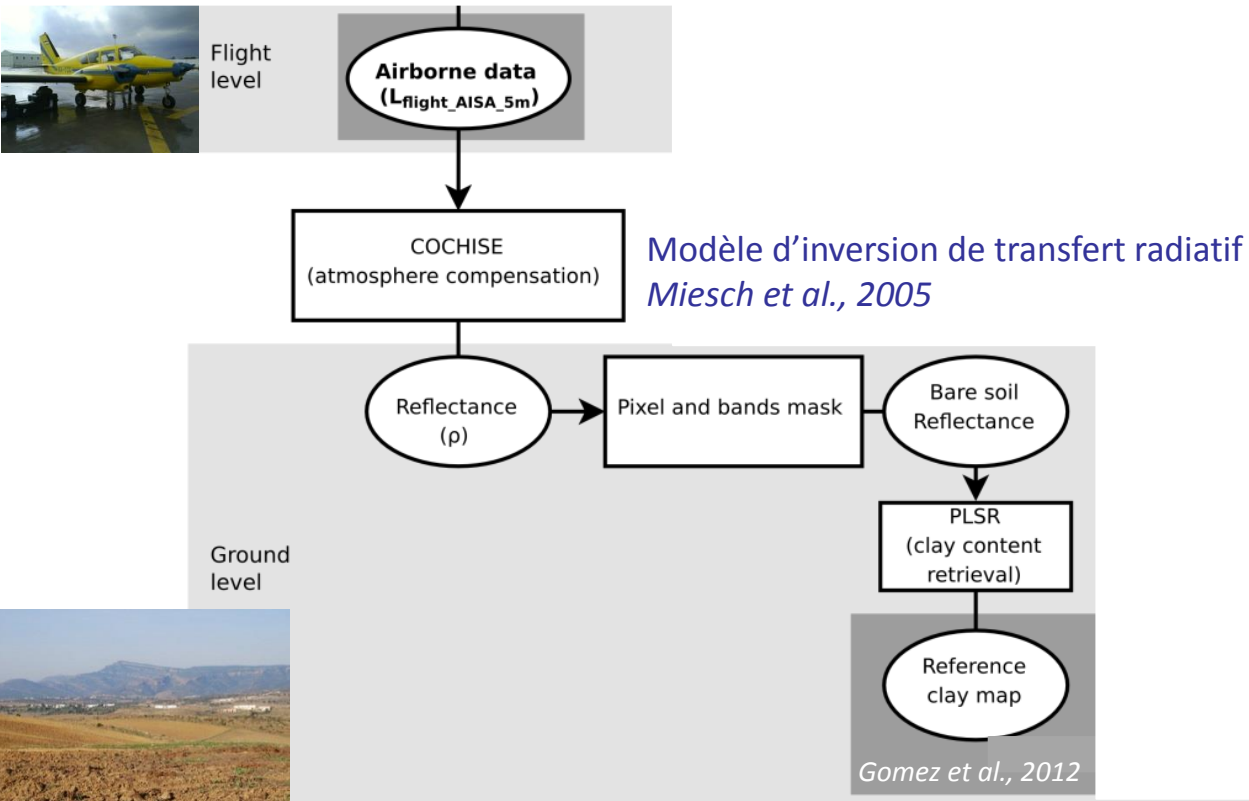 Flight
level
Airborne data
(Lflight_AISA_5m)
COCHISE
(atmosphere compensation)
Modèle d’inversion de transfert radiatif
Miesch et al., 2005
Reflectance
(ρ)
Pixel and bands mask
Bare soil
Reflectance
PLSR
(clay content
retrieval)
Ground
level
Reference
clay map
Gomez et al., 2012